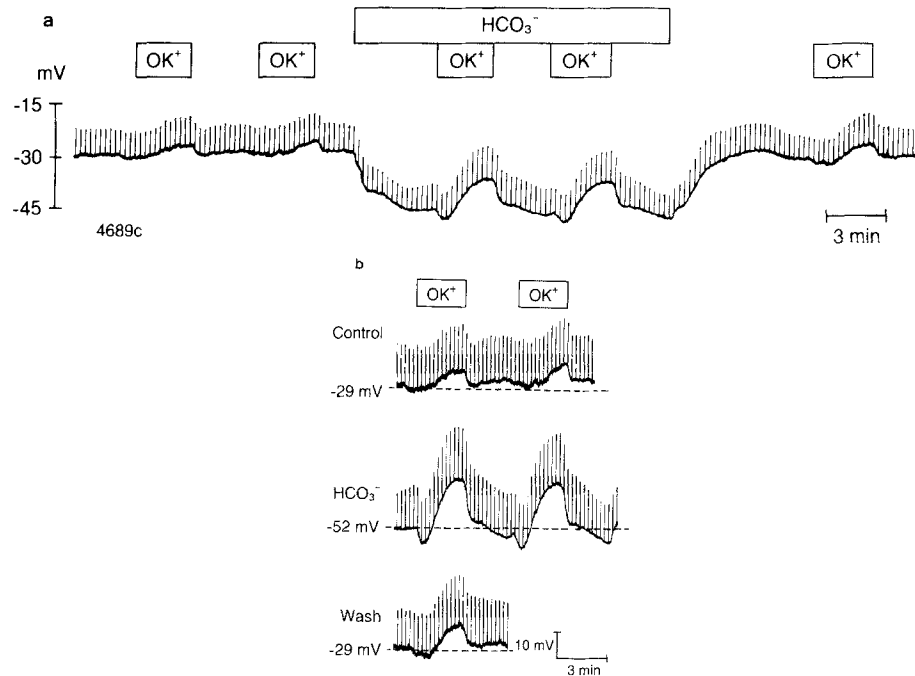 a
HCO₃⁻
OK⁺ OK⁺ OK⁺ OK⁺ OK⁺
mV
-15
-30
-45
4689c
3 min
b
OK⁺ OK⁺
Control
-29 mV
HCO₃⁻
-52 mV
Wash
-29 mV
10 mV
3 min